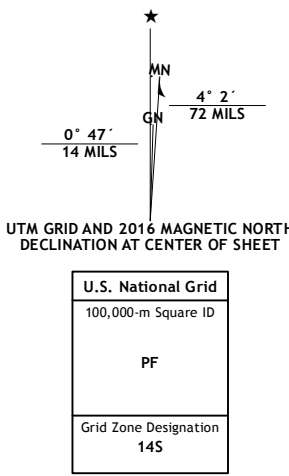 ★
MN
GN
4° 2´
72 MILS
0° 47´
14 MILS
UTM GRID AND 2016 MAGNETIC NORTH
DECLINATION AT CENTER OF SHEET
U.S. National Grid
100,000-m Square ID
PF
Grid Zone Designation
14S